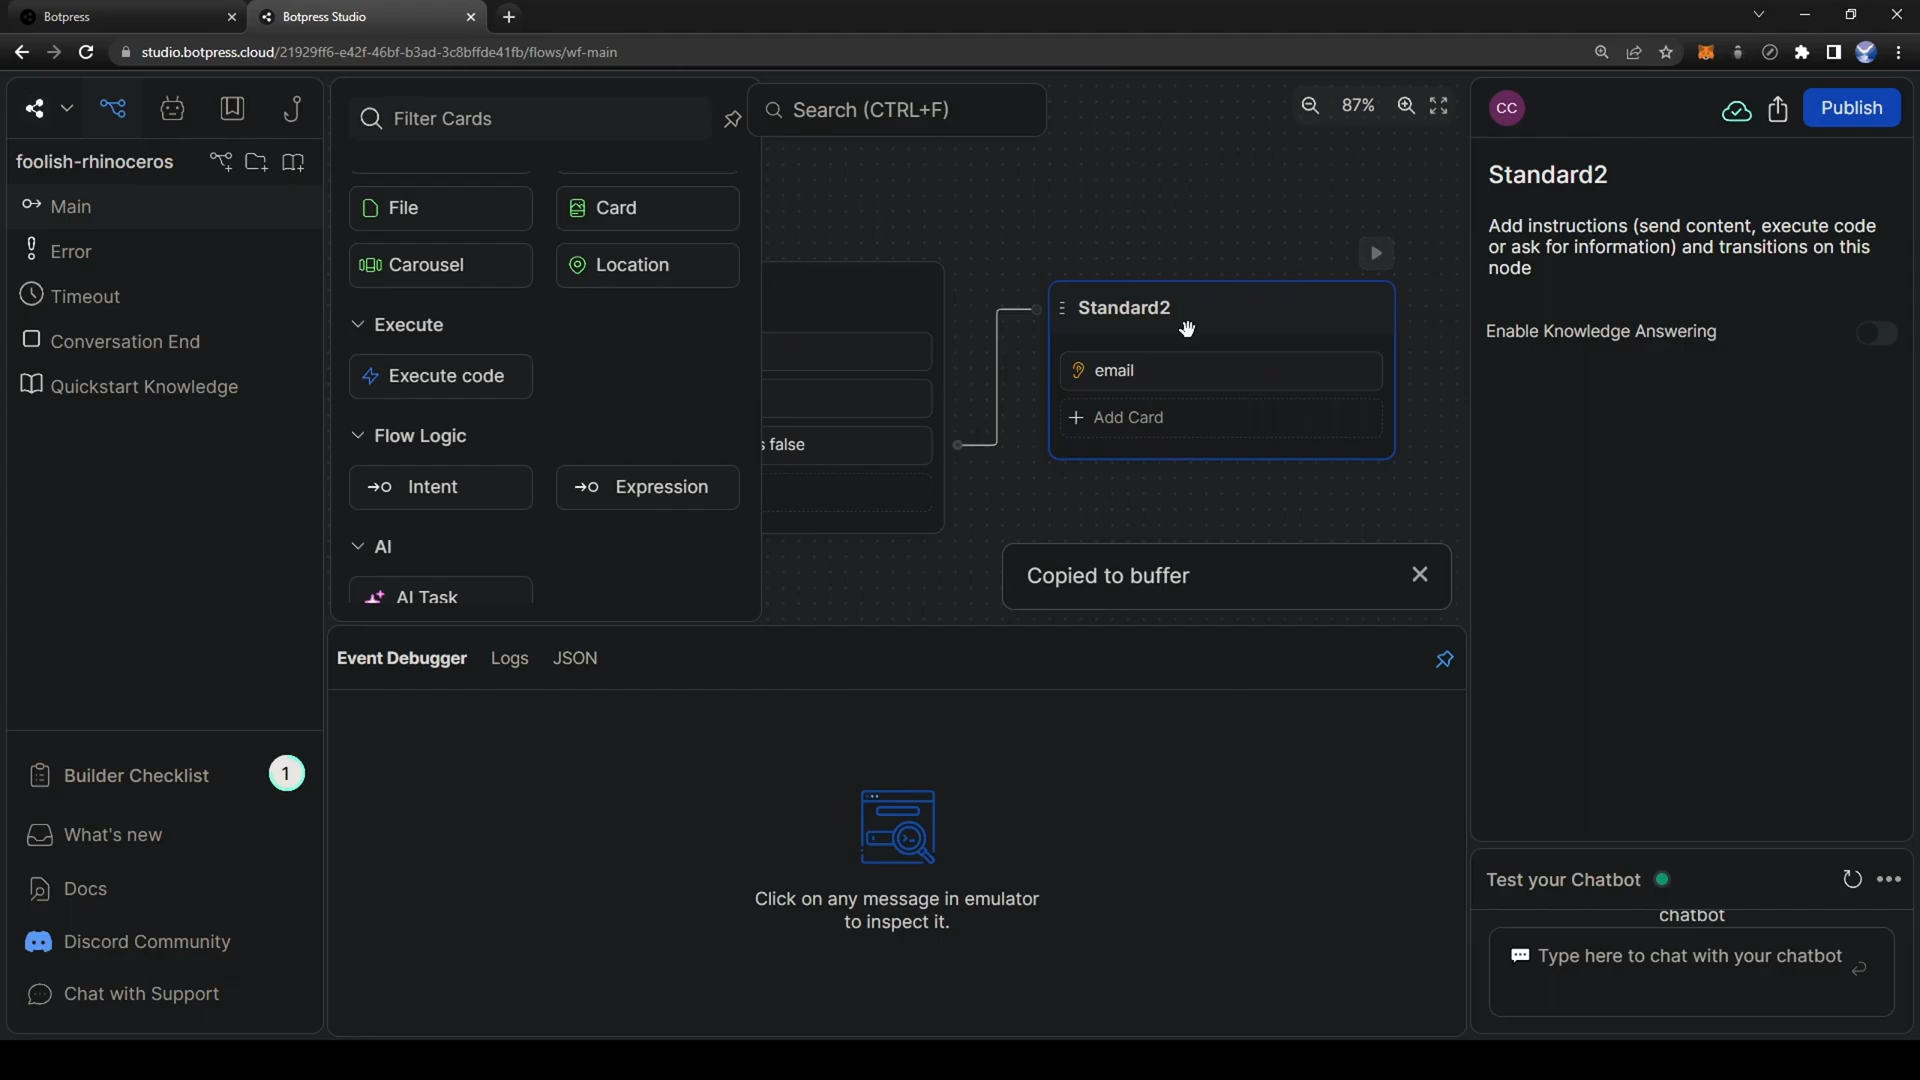 Botpress
Botpress Studio
studio.botpress.cloud/21929ff6-e42f-46bf-b3ad-3c8bffde41fb/flows/wf-main
Filter Cards
Search (CTRL+F)
87%
CC
Publish
foolish-rhinoceros
Main
Error
Timeout
Conversation End
Quickstart Knowledge
File
Card
Carousel
Location
Execute
Execute code
Flow Logic
Intent
Expression
AI
AI Task
s false
Standard2
email
Add Card
Copied to buffer
Standard2
Add instructions (send content, execute code
or ask for information) and transitions on this
node
Enable Knowledge Answering
Event Debugger
Logs
JSON
Click on any message in emulator
to inspect it.
Builder Checklist
1
What's new
Docs
Discord Community
Chat with Support
Test your Chatbot
chatbot
Type here to chat with your chatbot